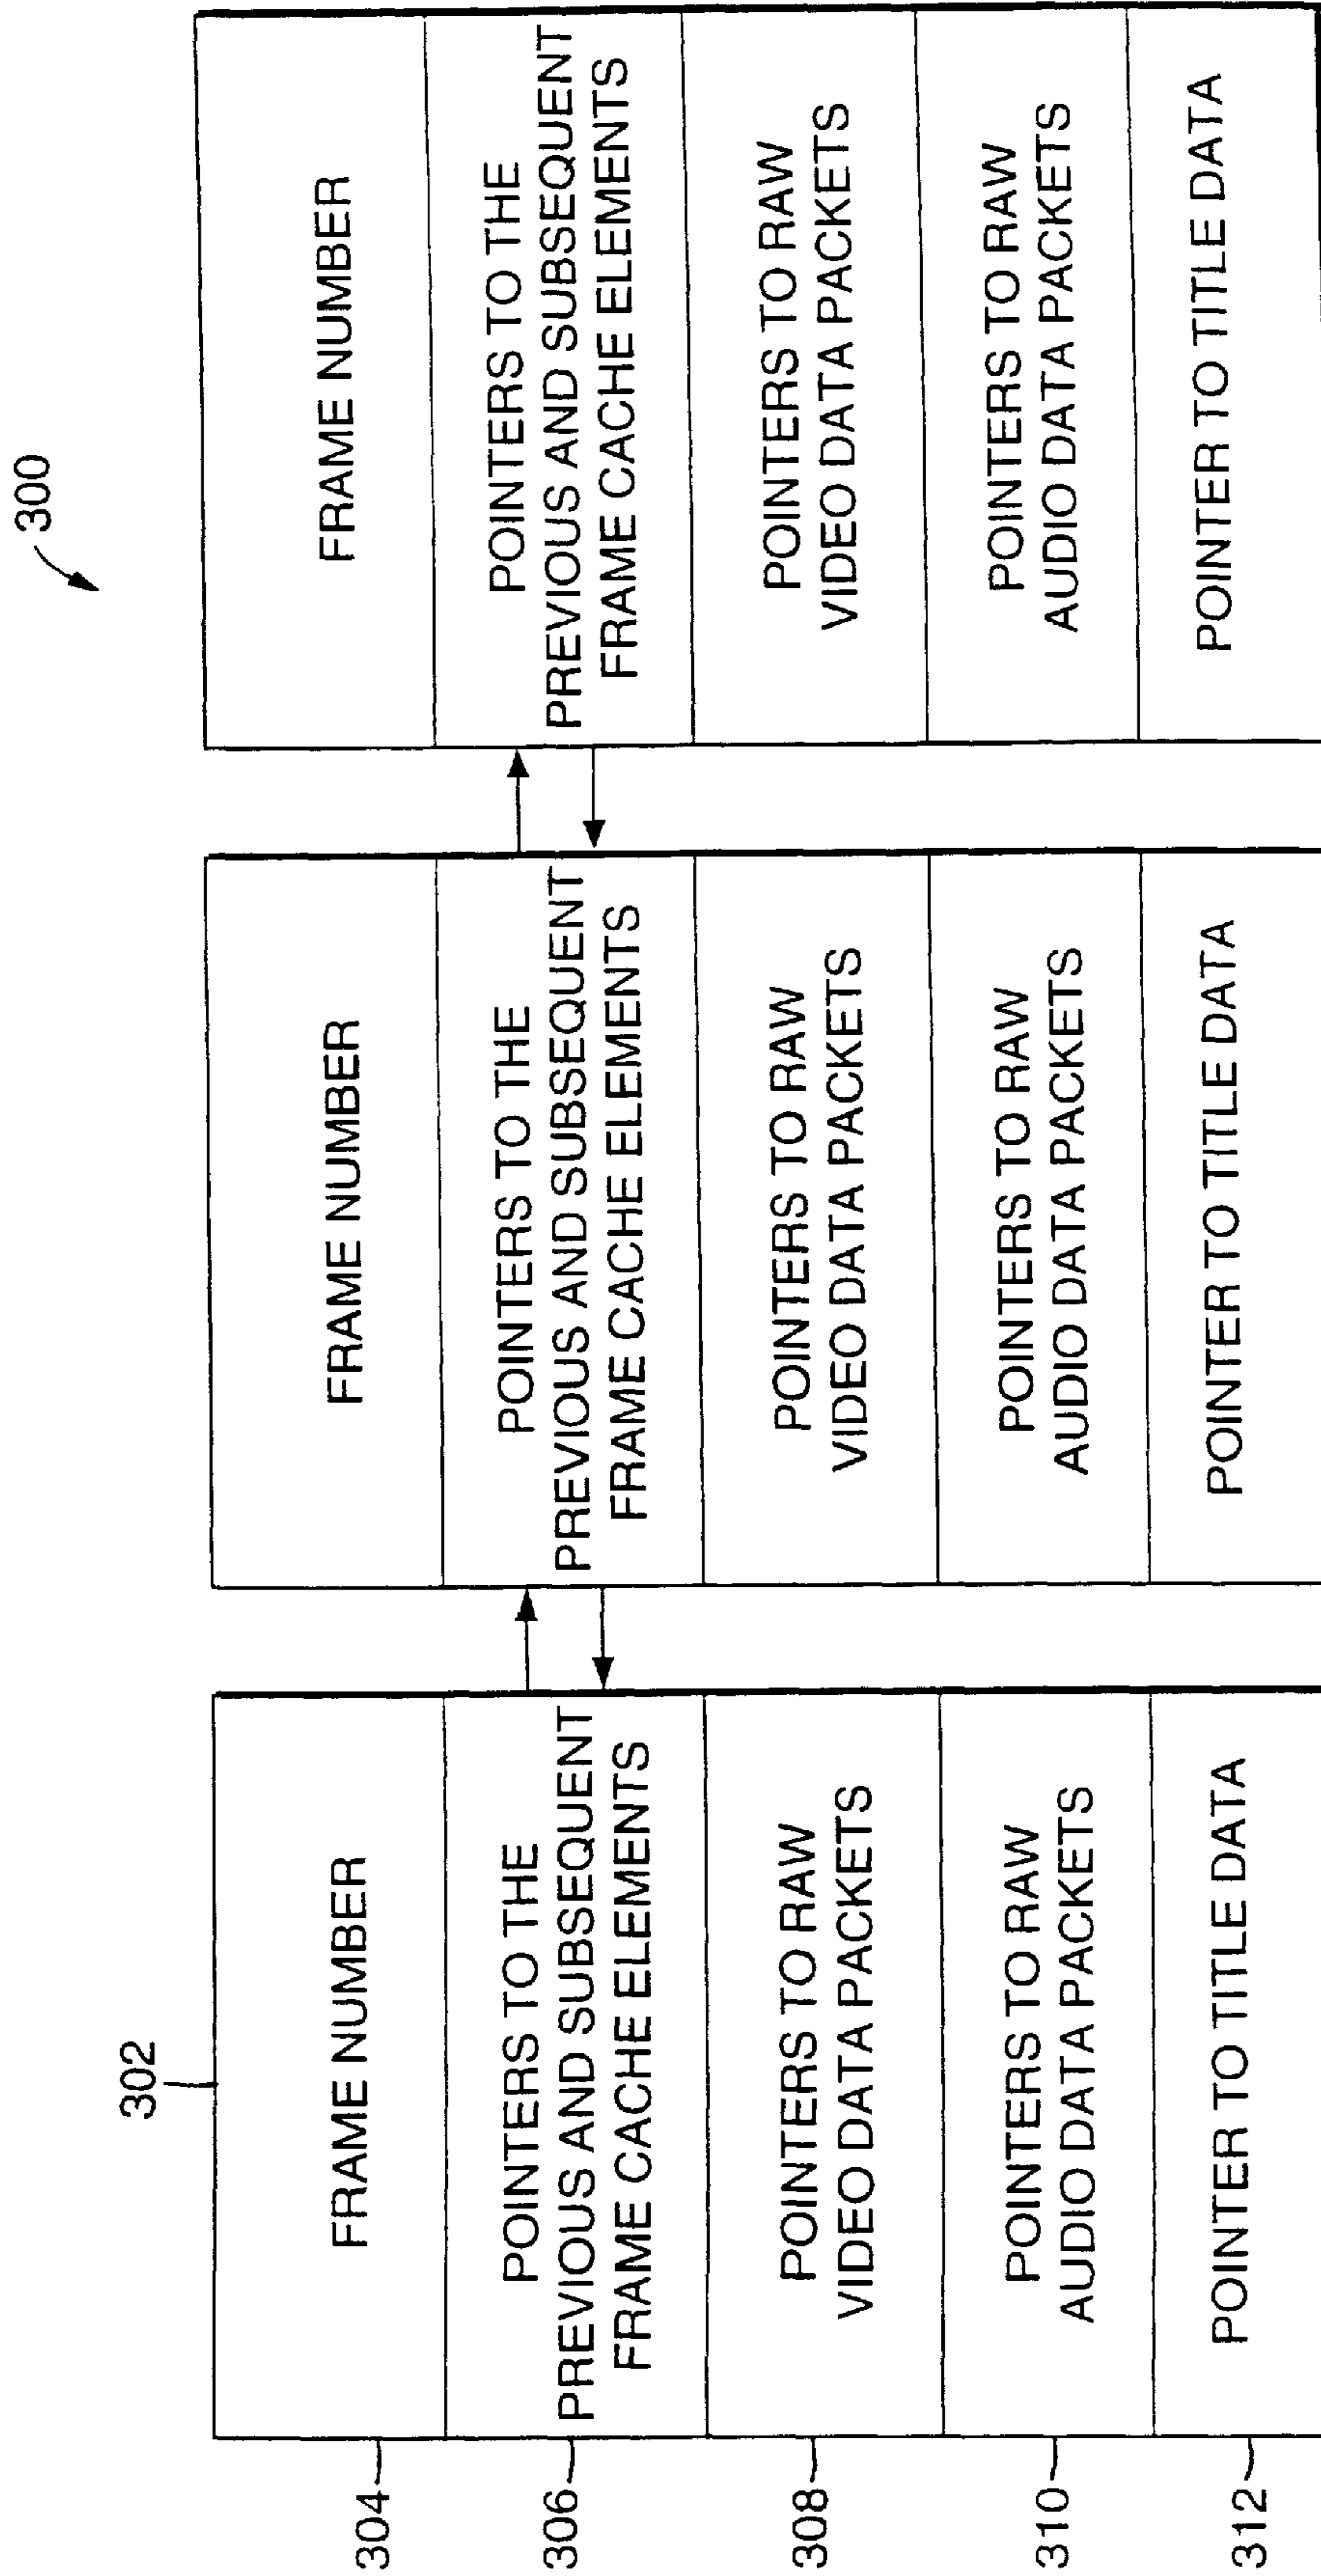 300
302
304
FRAME NUMBER
FRAME NUMBER
FRAME NUMBER
306
POINTERS TO THE
PREVIOUS AND SUBSEQUENT
FRAME CACHE ELEMENTS
POINTERS TO THE
PREVIOUS AND SUBSEQUENT
FRAME CACHE ELEMENTS
POINTERS TO THE
PREVIOUS AND SUBSEQUENT
FRAME CACHE ELEMENTS
308
POINTERS TO RAW
VIDEO DATA PACKETS
POINTERS TO RAW
VIDEO DATA PACKETS
POINTERS TO RAW
VIDEO DATA PACKETS
310
POINTERS TO RAW
AUDIO DATA PACKETS
POINTERS TO RAW
AUDIO DATA PACKETS
POINTERS TO RAW
AUDIO DATA PACKETS
312
POINTER TO TITLE DATA
POINTER TO TITLE DATA
POINTER TO TITLE DATA